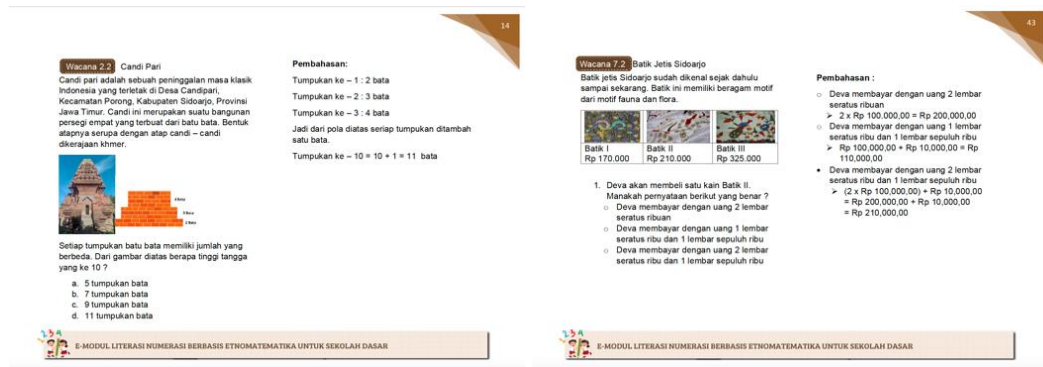 14
Wacana 2.2 Candi Pari
Candi pari adalah sebuah peninggalan masa klasik
Indonesia yang terletak di Desa Candipari,
Kecamatan Porong, Kabupaten Sidoarjo, Provinsi
Jawa Timur. Candi ini merupakan suatu bangunan
persegi empat yang terbuat dari batu bata. Bentuk
atapnya serupa dengan atap candi – candi
dikerajaan khmer.
4 Bata
3 Bata
2 Bata
Setiap tumpukan batu bata memiliki jumlah yang
berbeda. Dari gambar diatas berapa tinggi tangga
yang ke 10 ?
a. 5 tumpukan bata
b. 7 tumpukan bata
c. 9 tumpukan bata
d. 11 tumpukan bata
Pembahasan:
Tumpukan ke – 1 : 2 bata
Tumpukan ke – 2 : 3 bata
Tumpukan ke – 3 : 4 bata
Jadi dari pola diatas seriap tumpukan ditambah
satu bata.
Tumpukan ke – 10 = 10 + 1 = 11 bata
E-MODUL LITERASI NUMERASI BERBASIS ETNOMATEMATIKA UNTUK SEKOLAH DASAR
43
Wacana 7.2 Batik Jetis Sidoarjo
Batik jetis Sidoarjo sudah dikenal sejak dahulu
sampai sekarang. Batik ini memiliki beragam motif
dari motif fauna dan flora.
Batik I Batik II Batik III
Rp 170.000 Rp 210.000 Rp 325.000
1. Deva akan membeli satu kain Batik II.
Manakah pernyataan berikut yang benar ?
○ Deva membayar dengan uang 2 lembar
seratus ribuan
○ Deva membayar dengan uang 1 lembar
seratus ribu dan 1 lembar sepuluh ribu
○ Deva membayar dengan uang 2 lembar
seratus ribu dan 1 lembar sepuluh ribu
Pembahasan :
○ Deva membayar dengan uang 2 lembar
seratus ribuan
➢ 2 x Rp 100.000,00 = Rp 200,000,00
○ Deva membayar dengan uang 1 lembar
seratus ribu dan 1 lembar sepuluh ribu
➢ Rp 100,000,00 + Rp 10,000,00 = Rp
110,000,00
• Deva membayar dengan uang 2 lembar
seratus ribu dan 1 lembar sepuluh ribu
➢ (2 x Rp 100,000,00) + Rp 10,000,00
= Rp 200,000,00 + Rp 10,000,00
= Rp 210,000,00
E-MODUL LITERASI NUMERASI BERBASIS ETNOMATEMATIKA UNTUK SEKOLAH DASAR